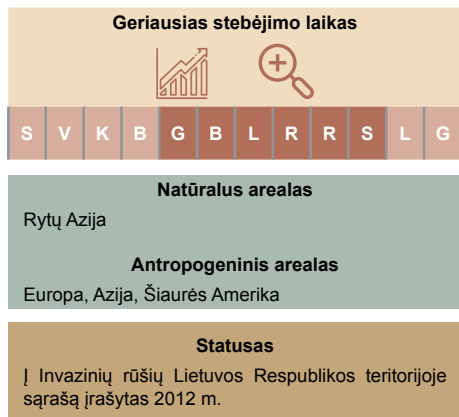 Geriausias stebėjimo laikas
S V K B G B L R R S L G
Natūralus arealas
Rytų Azija
Antropogeninis arealas
Europa, Azija, Šiaurės Amerika
Statusas
Į Invazinių rūšių Lietuvos Respublikos teritorijoje
sąrašą įrašytas 2012 m.